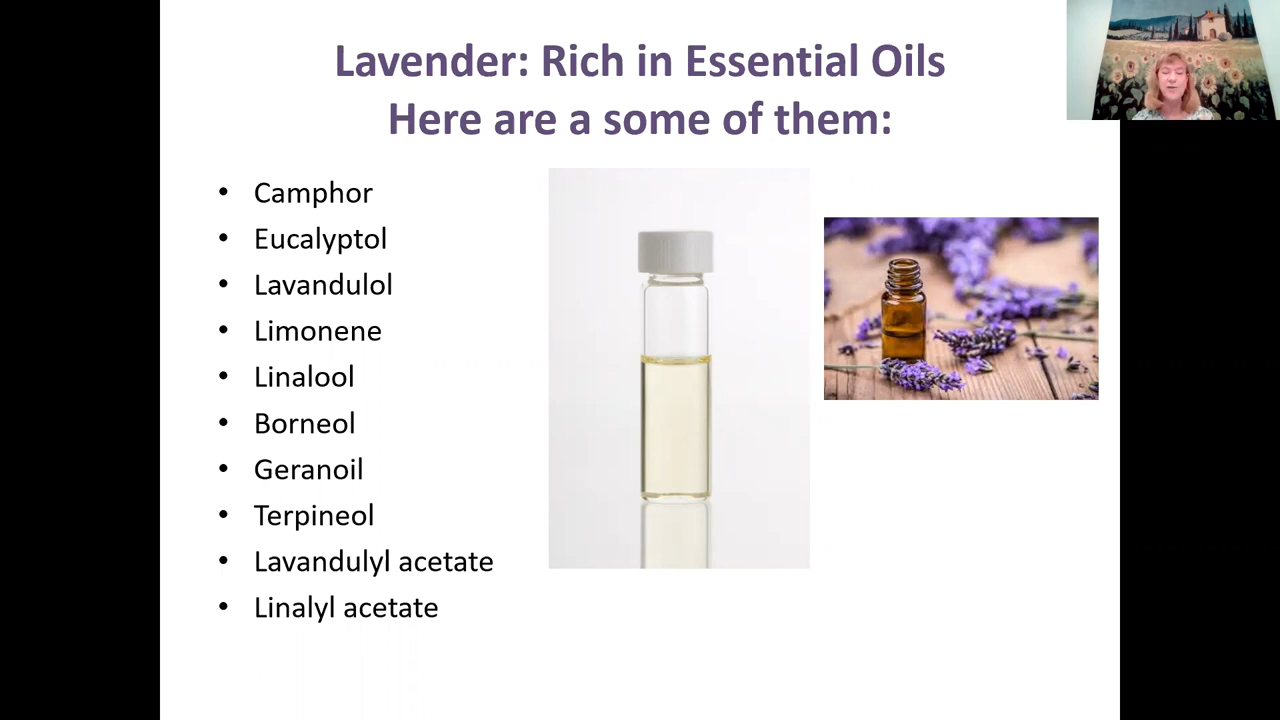 Lavender: Rich in Essential Oils
Here are a some of them:
• Camphor
• Eucalyptol
• Lavandulol
• Limonene
• Linalool
• Borneol
• Geranoil
• Terpineol
• Lavandulyl acetate
• Linalyl acetate